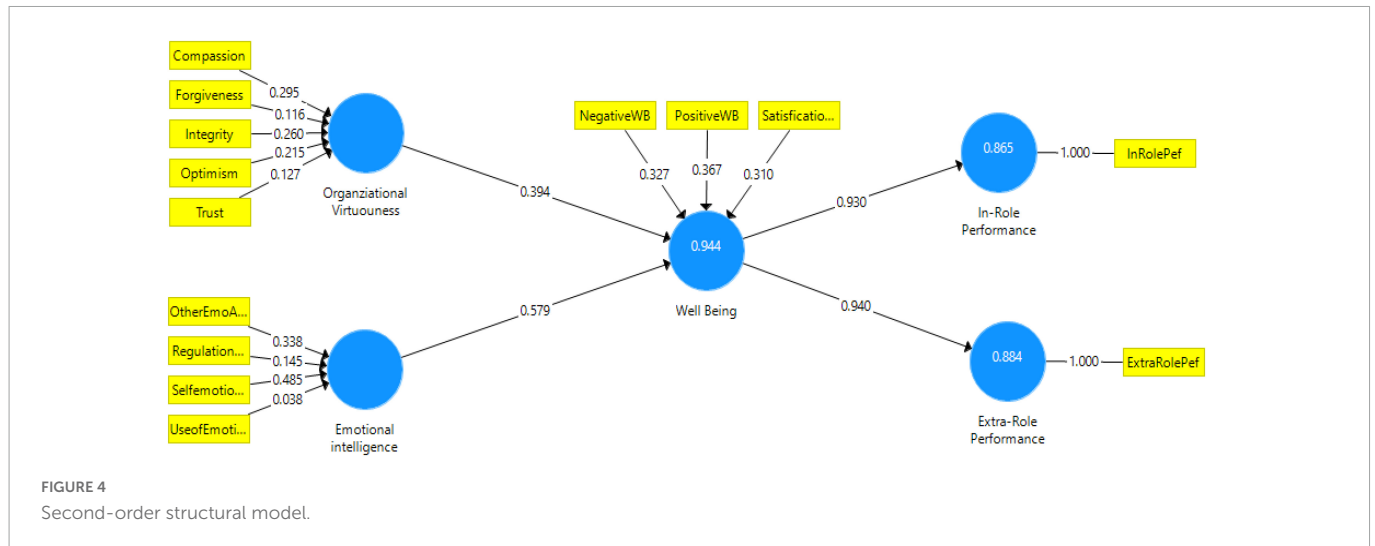 Compassion
0.295
Forgiveness
0.116
Integrity
0.260
Optimism
0.215
Trust
0.127
Organziational
Virtuouness
0.394
OtherEmoA...
0.338
Regulation...
0.145
Selfemotio...
0.485
UseofEmoti...
0.038
Emotional
intelligence
0.579
NegativeWB
PositiveWB
Satisficatio...
0.327
0.367
0.310
0.944
Well Being
0.930
0.940
0.865
1.000
InRolePef
In-Role
Performance
0.884
1.000
ExtraRolePef
Extra-Role
Performance
FIGURE 4
Second-order structural model.